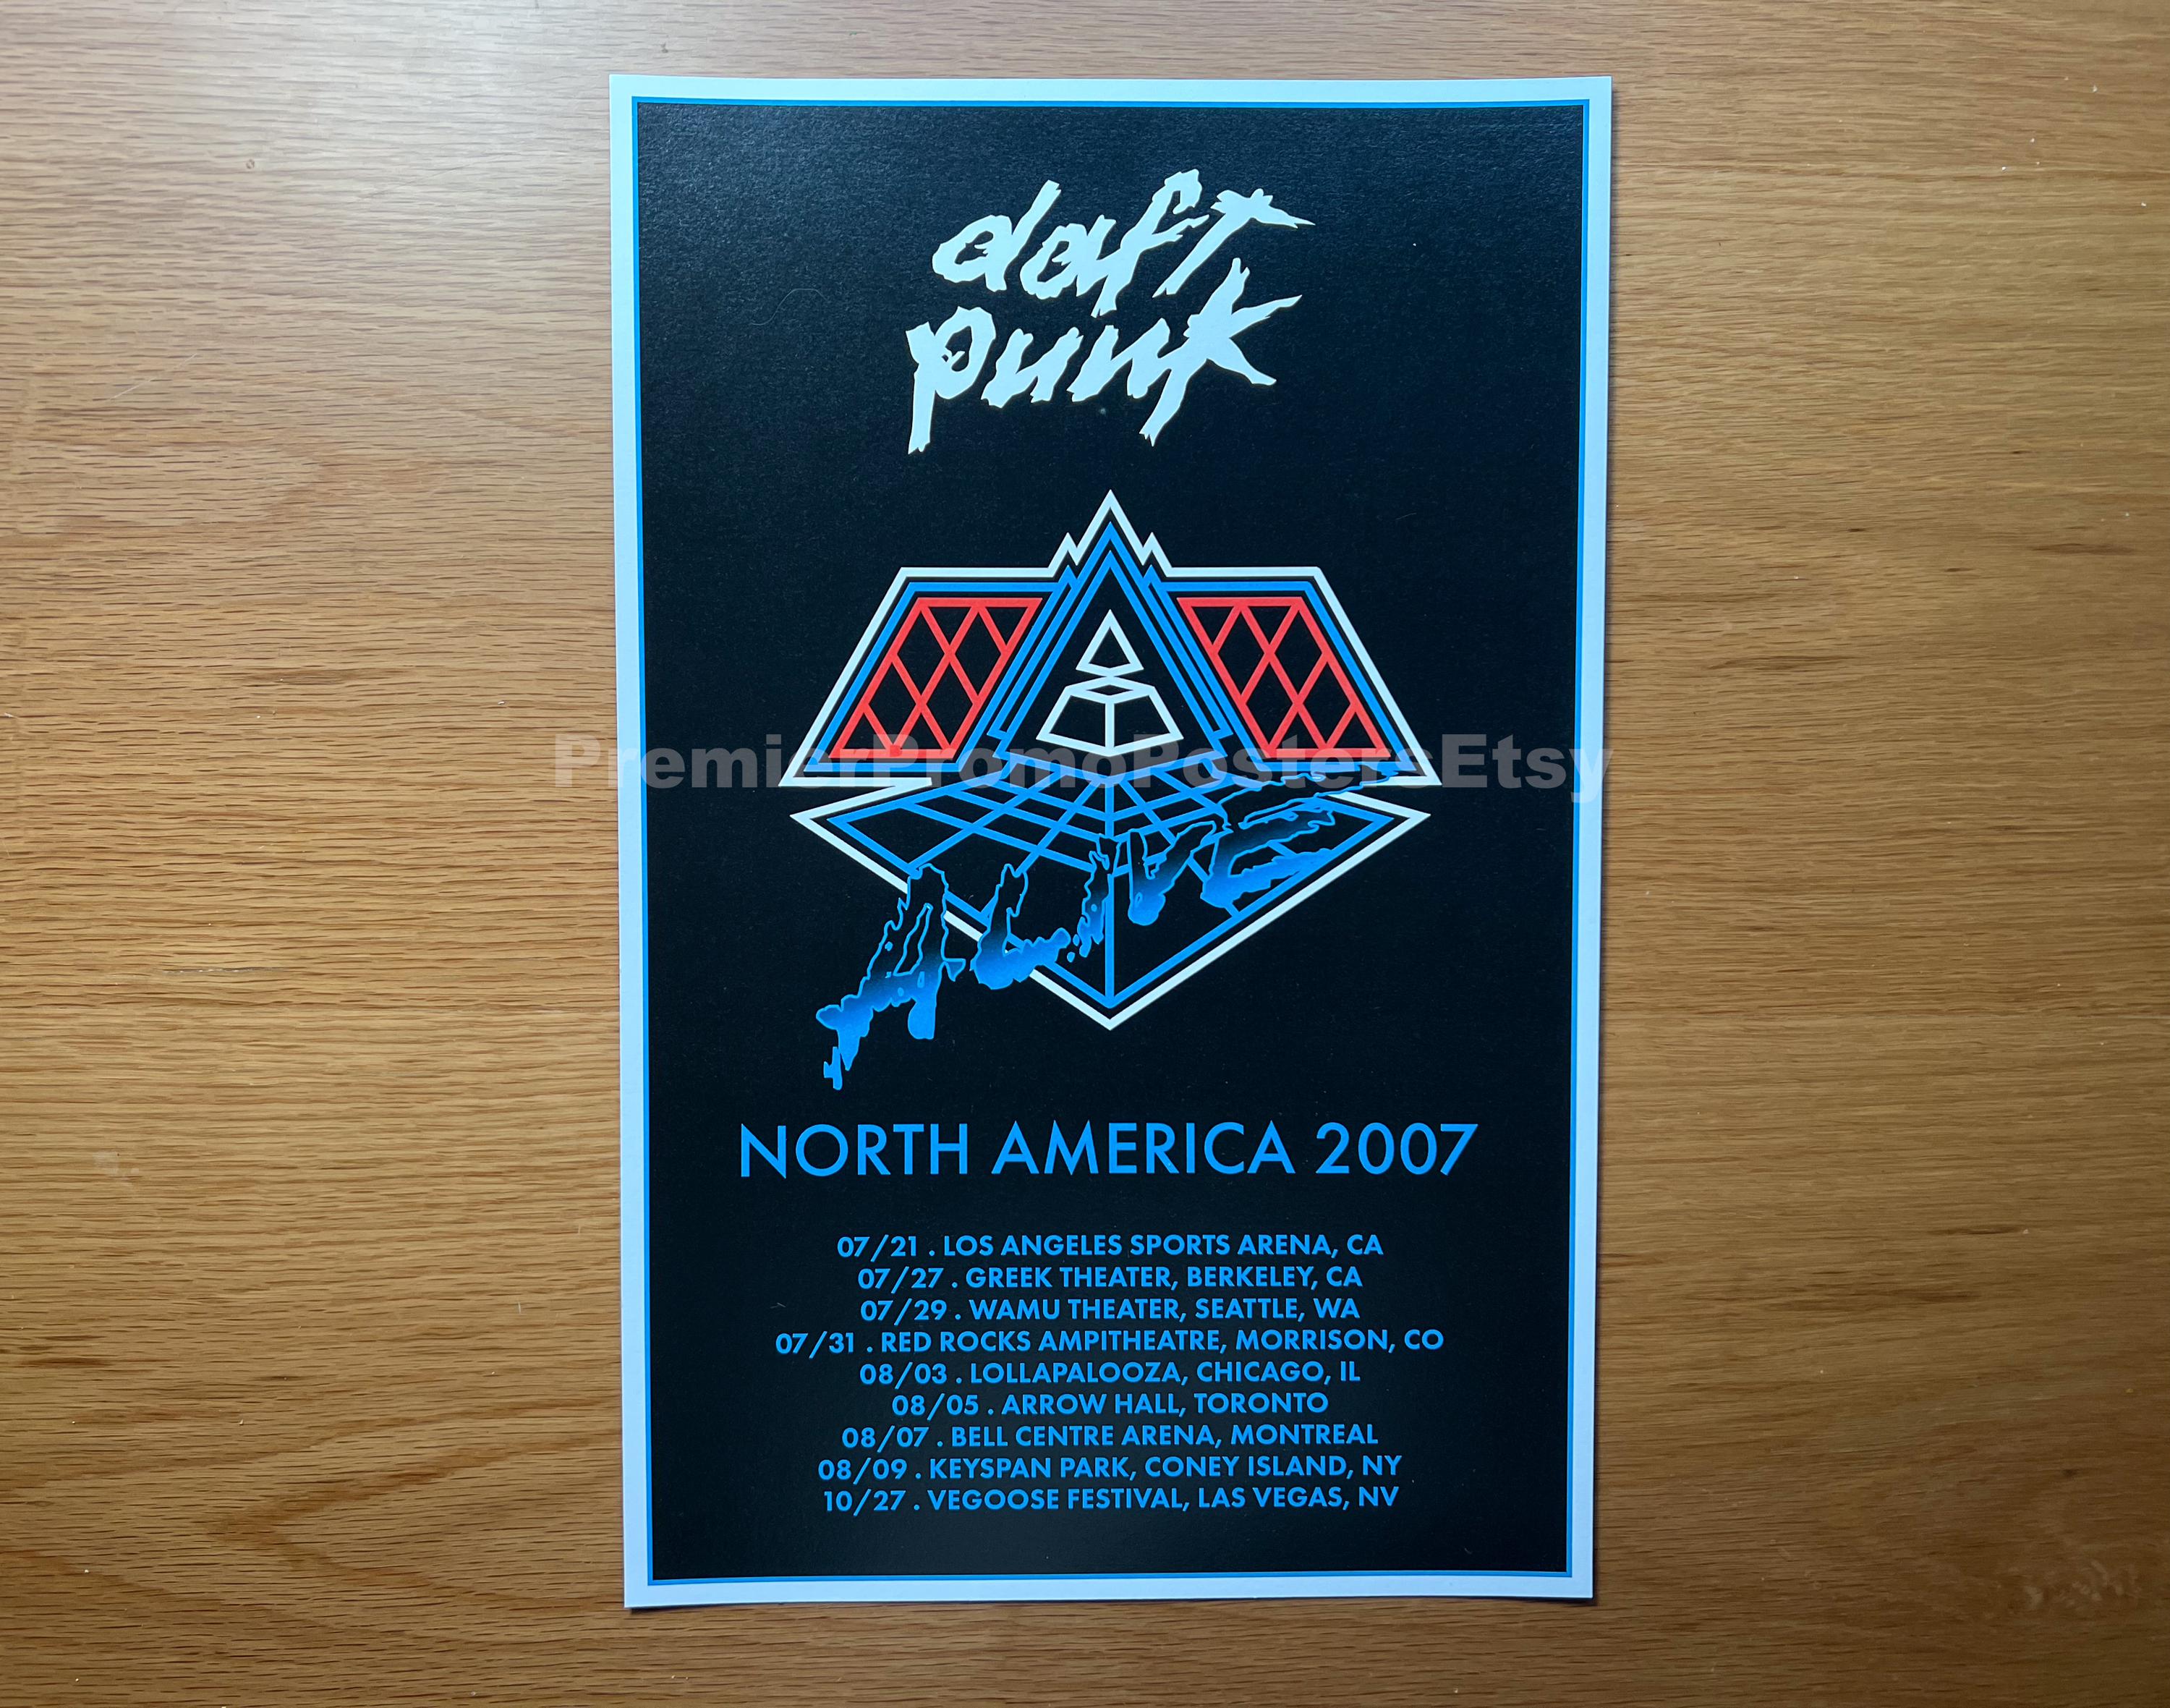 daft
punk
PremierPromoPostersEtsy
ALIVE
NORTH AMERICA 2007
07/21 . LOS ANGELES SPORTS ARENA, CA
07/27 . GREEK THEATER, BERKELEY, CA
07/29 . WAMU THEATER, SEATTLE, WA
07/31 . RED ROCKS AMPITHEATRE, MORRISON, CO
08/03 . LOLLAPALOOZA, CHICAGO, IL
08/05 . ARROW HALL, TORONTO
08/07 . BELL CENTRE ARENA, MONTREAL
08/09 . KEYSPAN PARK, CONEY ISLAND, NY
10/27 . VEGOOSE FESTIVAL, LAS VEGAS, NV